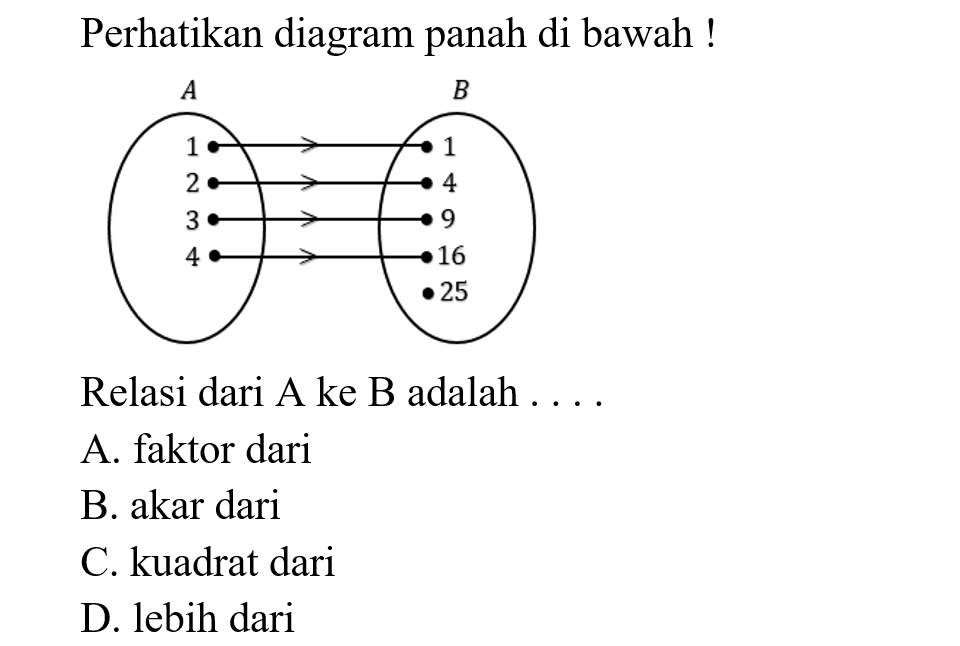 Perhatikan diagram panah di bawah !
A B
1 1
2 4
3 9
4 16
25
Relasi dari A ke B adalah . . . .
A. faktor dari
B. akar dari
C. kuadrat dari
D. lebih dari